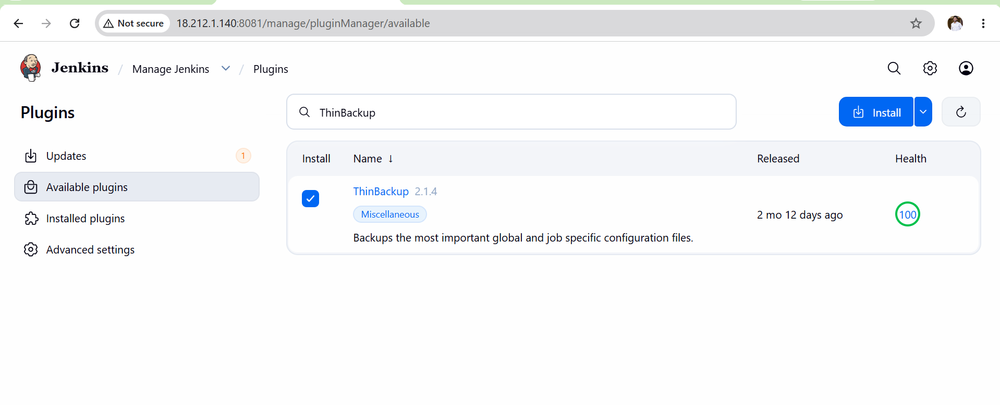 Not secure 18.212.1.140:8081/manage/pluginManager/available
Jenkins / Manage Jenkins / Plugins
Plugins
ThinBackup
Install
Updates 1
Available plugins
Installed plugins
Advanced settings
Install Name ↓ Released Health
ThinBackup 2.1.4
Miscellaneous
Backups the most important global and job specific configuration files.
2 mo 12 days ago
100